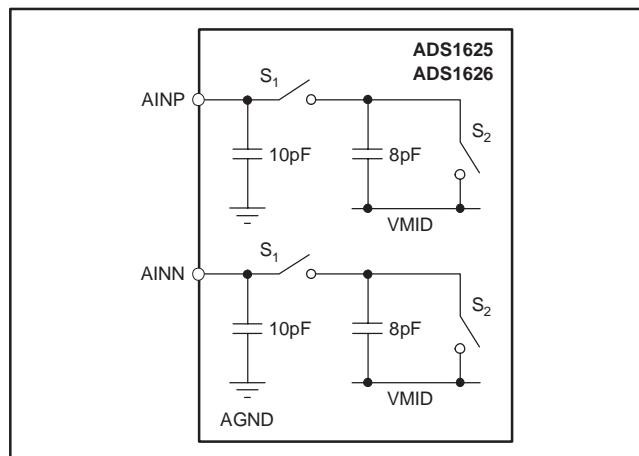 ADS1625
ADS1626
S1
AINP
S2
10pF
8pF
VMID
S1
AINN
S2
10pF
8pF
VMID
AGND